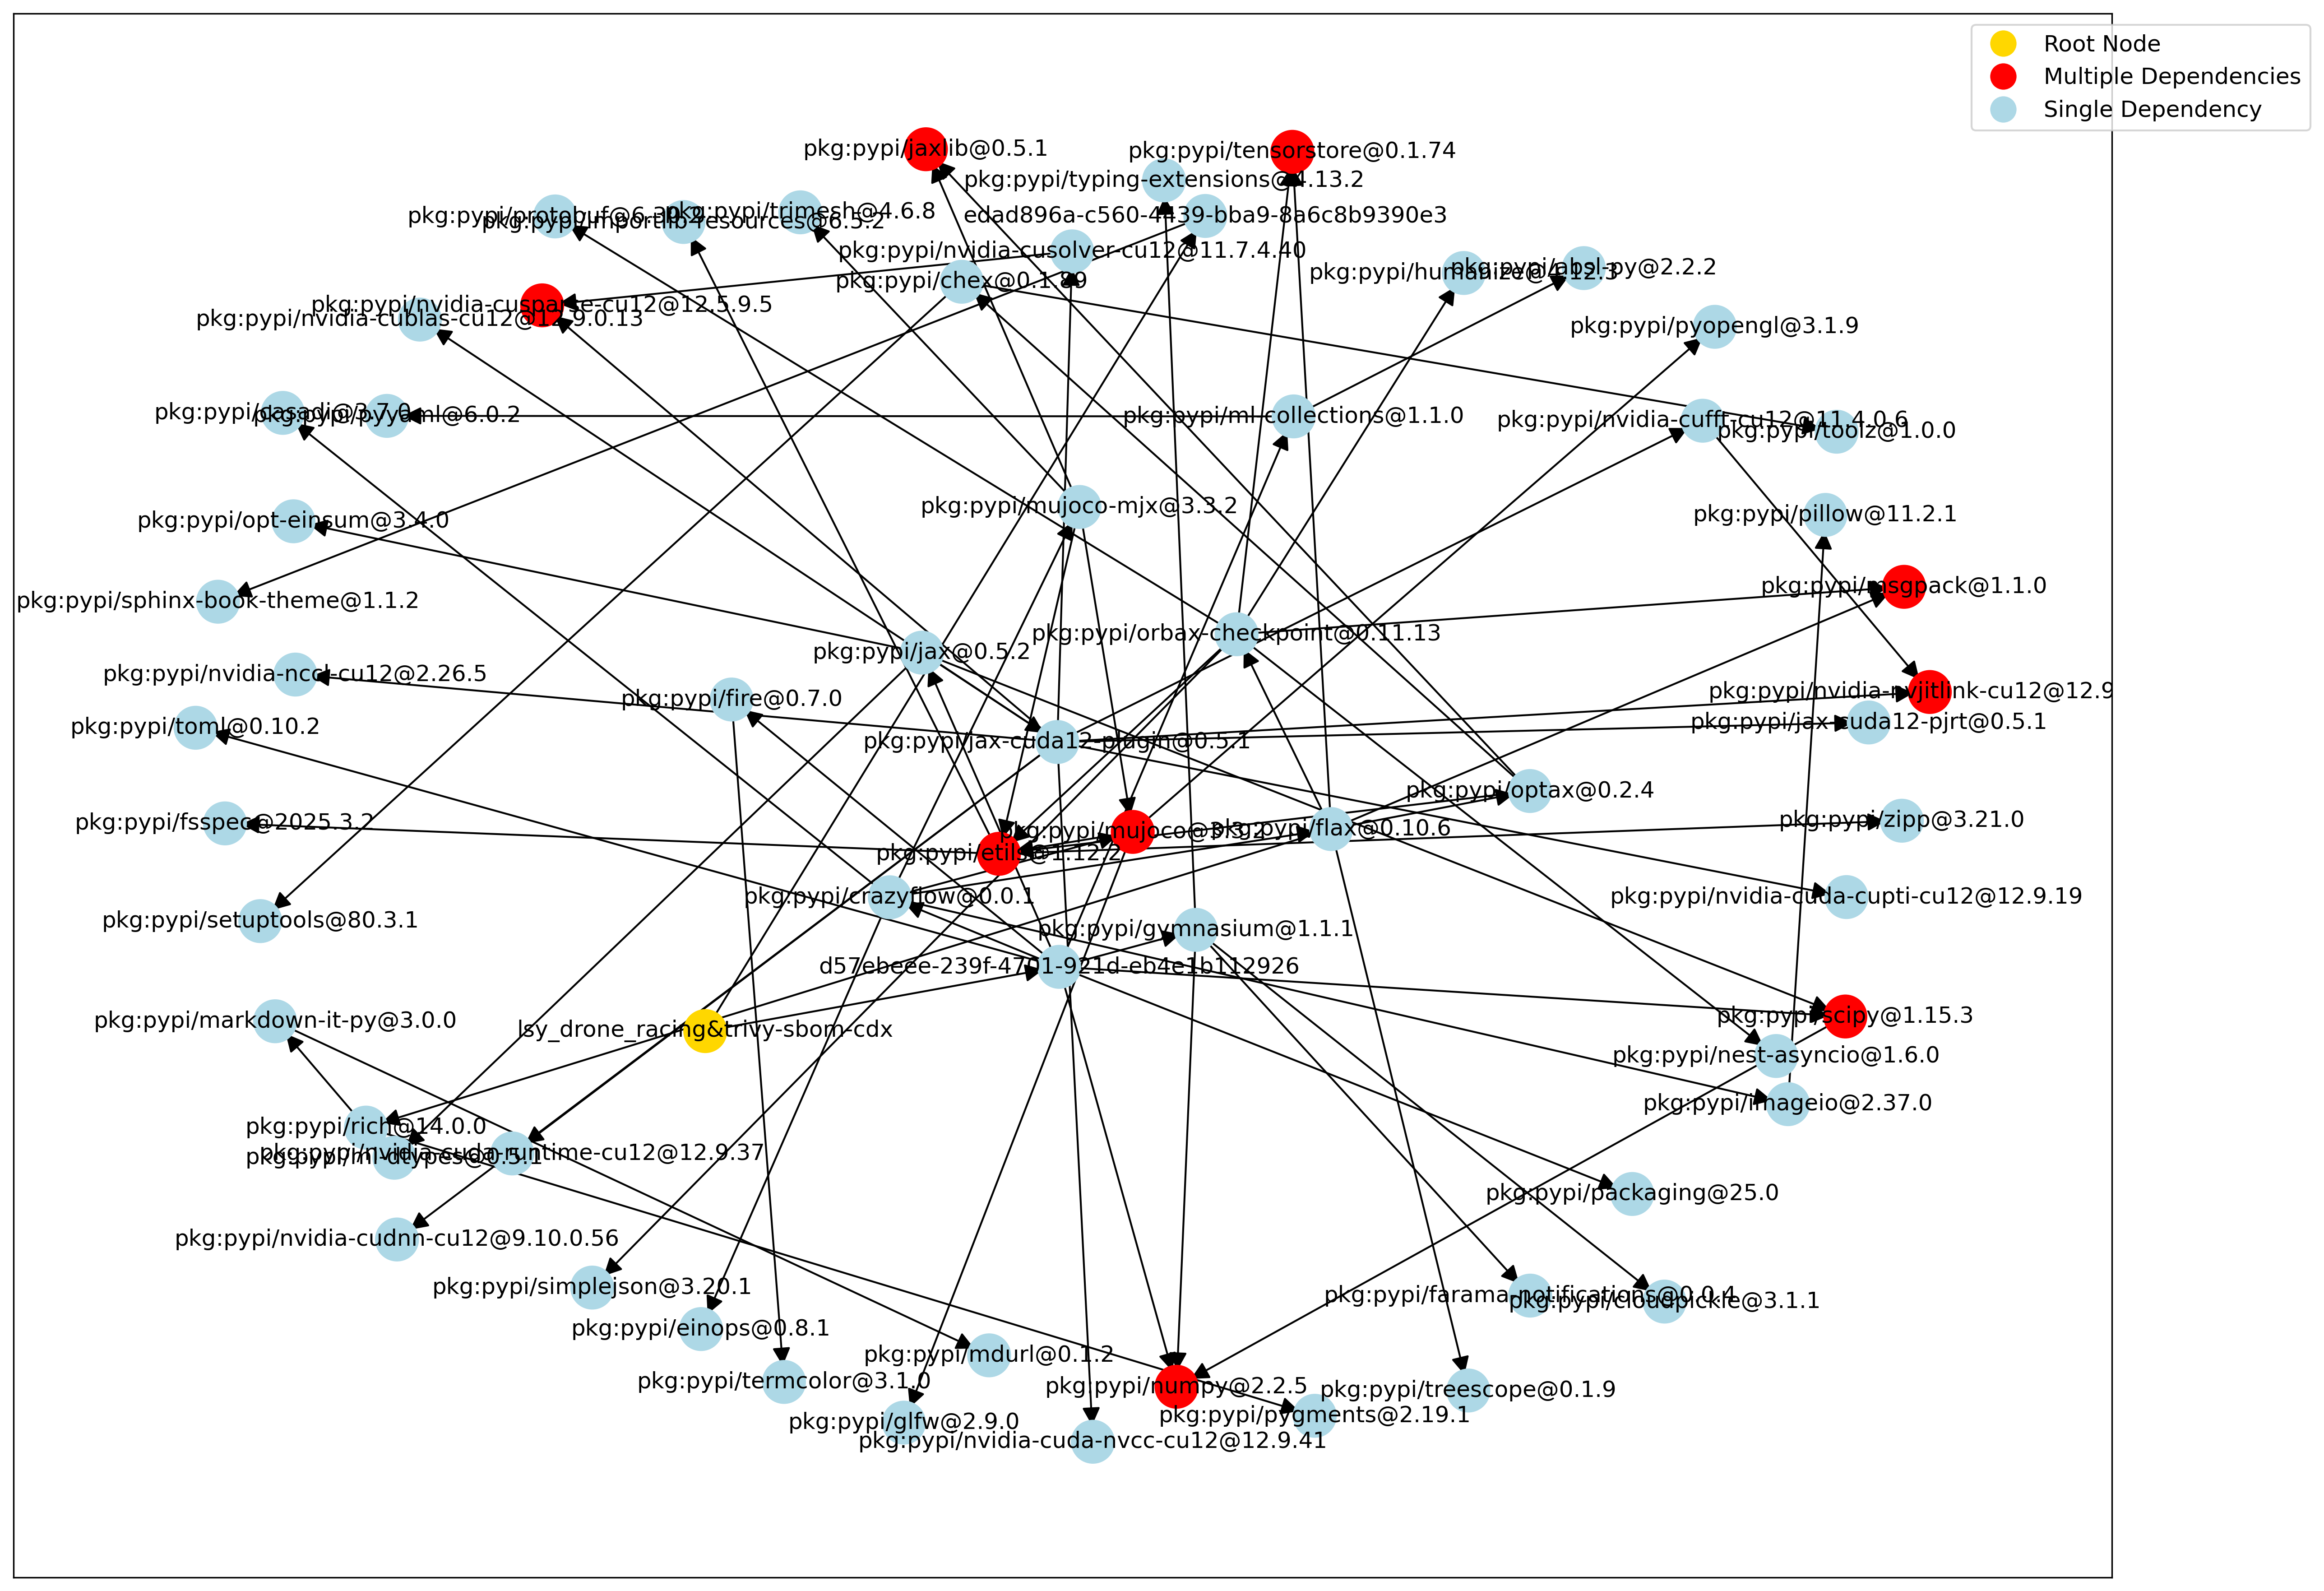 Root Node
Multiple Dependencies
Single Dependency
pkg:pypi/jaxlib@0.5.1
pkg:pypi/tensorstore@0.1.74
pkg:pypi/typing-extensions@4.13.2
pkg:pypi/protobuf@6.30.2
pkg:pypi/importlib-resources@6.5.2
pkg:pypi/trimesh@4.6.8
edad896a-c560-4439-bba9-8a6c8b9390e3
pkg:pypi/nvidia-cusolver-cu12@11.7.4.40
pkg:pypi/chex@0.1.89
pkg:pypi/humanize@4.12.3
pkg:pypi/absl-py@2.2.2
pkg:pypi/nvidia-cusparse-cu12@12.5.9.5
pkg:pypi/nvidia-cublas-cu12@12.9.0.13
pkg:pypi/pyopengl@3.1.9
pkg:pypi/casadi@3.7.0
pkg:pypi/pyyaml@6.0.2
pkg:pypi/ml-collections@1.1.0
pkg:pypi/nvidia-cufft-cu12@11.4.0.6
pkg:pypi/toolz@1.0.0
pkg:pypi/mujoco-mjx@3.3.2
pkg:pypi/pillow@11.2.1
pkg:pypi/opt-einsum@3.4.0
pkg:pypi/msgpack@1.1.0
pkg:pypi/sphinx-book-theme@1.1.2
pkg:pypi/orbax-checkpoint@0.11.13
pkg:pypi/jax@0.5.2
pkg:pypi/nvidia-nccl-cu12@2.26.5
pkg:pypi/fire@0.7.0
pkg:pypi/nvidia-nvjitlink-cu12@12.9
pkg:pypi/toml@0.10.2
pkg:pypi/jax-cuda12-plugin@0.5.1
pkg:pypi/jax-cuda12-pjrt@0.5.1
pkg:pypi/optax@0.2.4
pkg:pypi/fsspec@2025.3.2
pkg:pypi/mujoco@3.3.2
pkg:pypi/flax@0.10.6
pkg:pypi/zipp@3.21.0
pkg:pypi/etils@1.12.2
pkg:pypi/crazyflow@0.0.1
pkg:pypi/nvidia-cuda-cupti-cu12@12.9.19
pkg:pypi/setuptools@80.3.1
pkg:pypi/gymnasium@1.1.1
d57ebeee-239f-4701-921d-eb4e1b112926
pkg:pypi/markdown-it-py@3.0.0
lsy_drone_racing&trivy-sbom-cdx
pkg:pypi/scipy@1.15.3
pkg:pypi/nest-asyncio@1.6.0
pkg:pypi/imageio@2.37.0
pkg:pypi/rich@14.0.0
pkg:pypi/nvidia-cuda-runtime-cu12@12.9.37
pkg:pypi/ml-dtypes@0.5.1
pkg:pypi/packaging@25.0
pkg:pypi/nvidia-cudnn-cu12@9.10.0.56
pkg:pypi/simplejson@3.20.1
pkg:pypi/farama-notifications@0.0.4
pkg:pypi/cloudpickle@3.1.1
pkg:pypi/einops@0.8.1
pkg:pypi/mdurl@0.1.2
pkg:pypi/termcolor@3.1.0
pkg:pypi/numpy@2.2.5
pkg:pypi/treescope@0.1.9
pkg:pypi/pygments@2.19.1
pkg:pypi/glfw@2.9.0
pkg:pypi/nvidia-cuda-nvcc-cu12@12.9.41